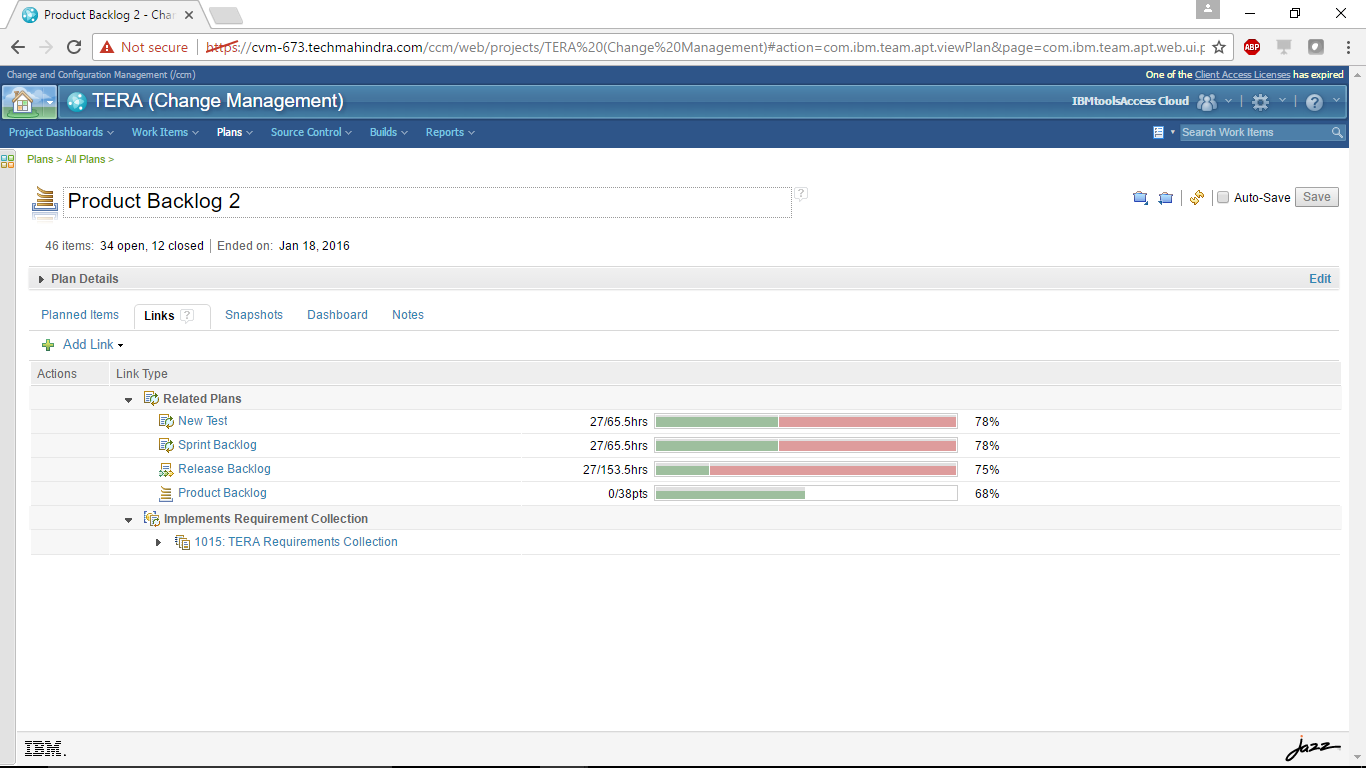 Product Backlog 2 - Cha
Not secure https://cvm-673.techmahindra.com/ccm/web/projects/TERA%20(Change%20Management)#action=com.ibm.team.apt.viewPlan&page=com.ibm.team.apt.web.ui.p
ABP
Change and Configuration Management (/ccm)
One of the Client Access Licenses has expired
TERA (Change Management)
IBMtoolsAccess Cloud
Project Dashboards Work Items Plans Source Control Builds Reports
Search Work Items
Plans > All Plans >
Product Backlog 2 ?
Auto-Save Save
46 items: 34 open, 12 closed Ended on: Jan 18, 2016
Plan Details Edit
Planned Items Links ? Snapshots Dashboard Notes
Add Link
Actions Link Type
Related Plans
New Test 27/65.5hrs 78%
Sprint Backlog 27/65.5hrs 78%
Release Backlog 27/153.5hrs 75%
Product Backlog 0/38pts 68%
Implements Requirement Collection
1015: TERA Requirements Collection
IBM. jazz